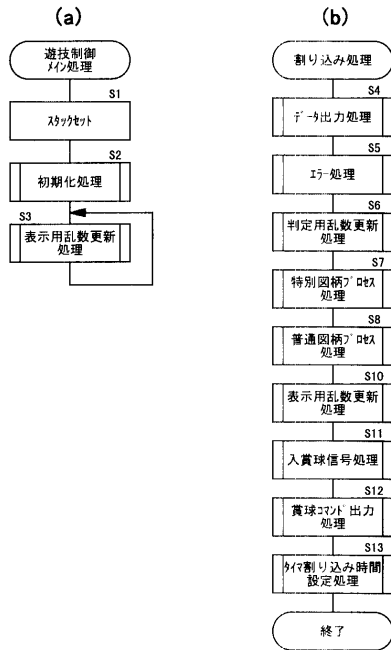 (a)
遊技制御
メイン処理
S1
スタックセット
S2
初期化処理
S3
表示用乱数更新
処理
(b)
割り込み処理
S4
データ出力処理
S5
エラー処理
S6
判定用乱数更新
処理
S7
特別図柄プロセス
処理
S8
普通図柄プロセス
処理
S10
表示用乱数更新
処理
S11
入賞球信号処理
S12
賞球コマンド出力
処理
S13
タイマ割り込み時間
設定処理
終了